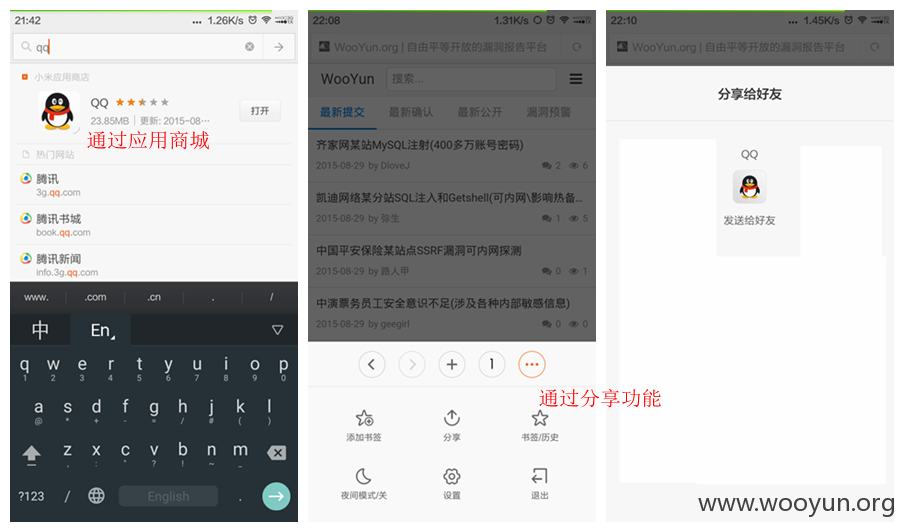 21:42
... 1.26K/s
qq
小米应用商店
QQ
23.85MB | 更新: 2015-08-...
打开
通过应用商城
热门网站
腾讯
3g.qq.com
腾讯书城
book.qq.com
腾讯新闻
info.3g.qq.com
www. .com .cn . /
中 En
q w e r t y u i o p
1 2 3 4 5 6 7 8 9 0
a s d f g h j k l
@ * + - = / # ( )
z x c v b n m
?123 / English .
22:08
1.31K/s
WooYun.org | 自由平等开放的漏洞报告平台
WooYun 搜索...
最新提交 最新确认 最新公开 漏洞预警
齐家网某站MySQL注射(400多万账号密码)
2015-08-29 by DloveJ 2 6
凯迪网络某分站SQL注入和Getshell(可内网\影响热备...
2015-08-29 by 弥生 1 5
中国平安保险某站点SSRF漏洞可内网探测
2015-08-29 by 路人甲 0 1
中演票务员工安全意识不足(涉及各种内部敏感信息)
2015-08-29 by geegirl 0 0
1
通过分享功能
添加书签 分享 书签/历史
夜间模式/关 设置 退出
22:10
... 1.45K/s
WooYun.org | 自由平等开放的漏洞报告平台
分享给好友
QQ
发送给好友
www.wooyun.org